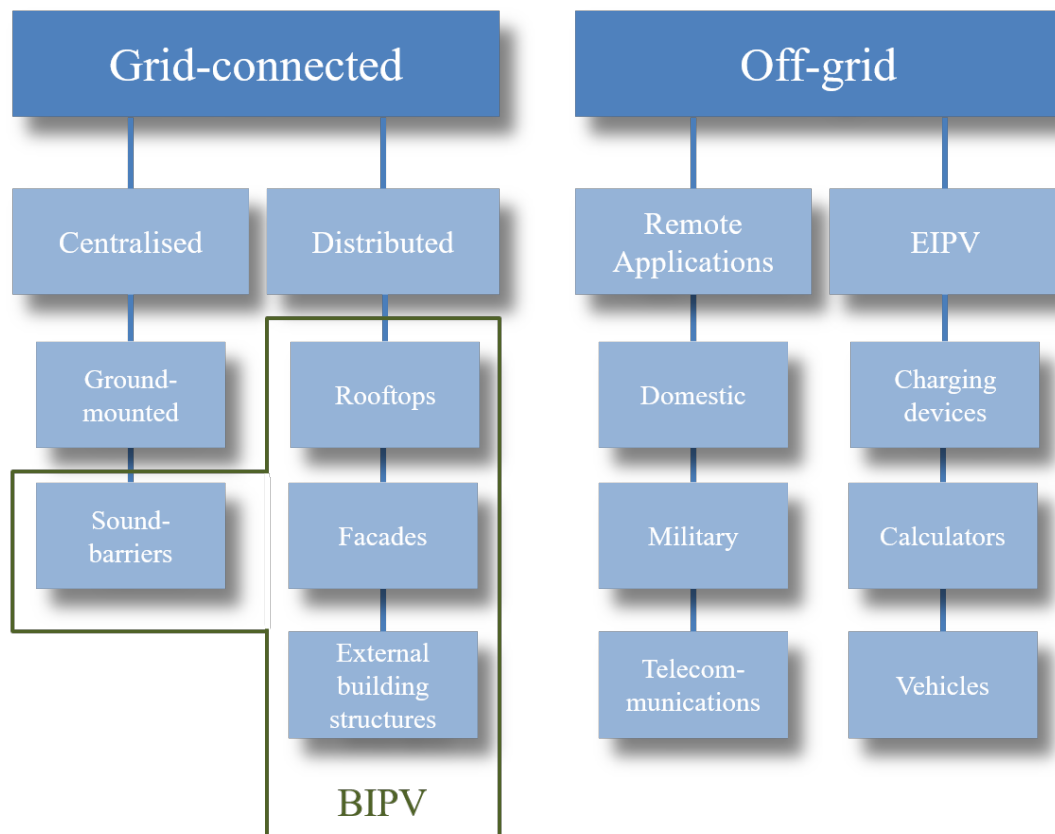 Grid-connected
Off-grid
Centralised
Distributed
Remote
Applications
EIPV
Ground-
mounted
Rooftops
Domestic
Charging
devices
Sound-
barriers
Facades
Military
Calculators
External
building
structures
Telecom-
munications
Vehicles
BIPV